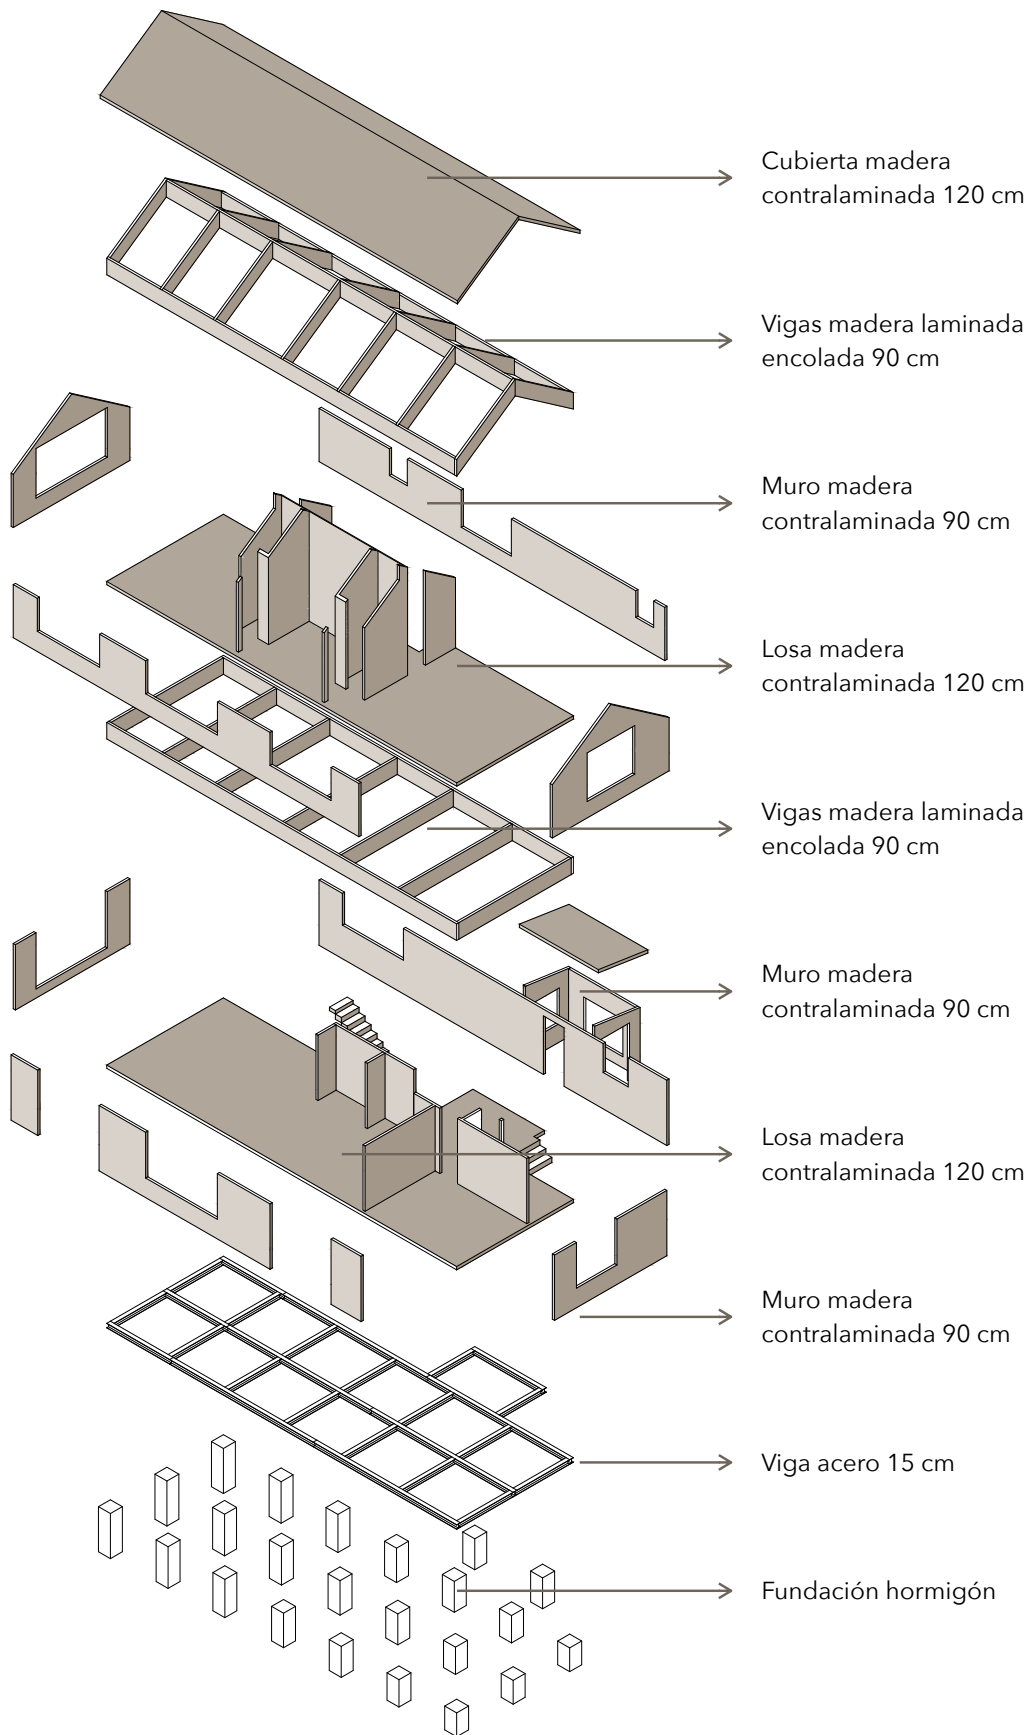 Cubierta madera
contralaminada 120 cm
Vigas madera laminada
encolada 90 cm
Muro madera
contralaminada 90 cm
Losa madera
contralaminada 120 cm
Vigas madera laminada
encolada 90 cm
Muro madera
contralaminada 90 cm
Losa madera
contralaminada 120 cm
Muro madera
contralaminada 90 cm
Viga acero 15 cm
Fundación hormigón